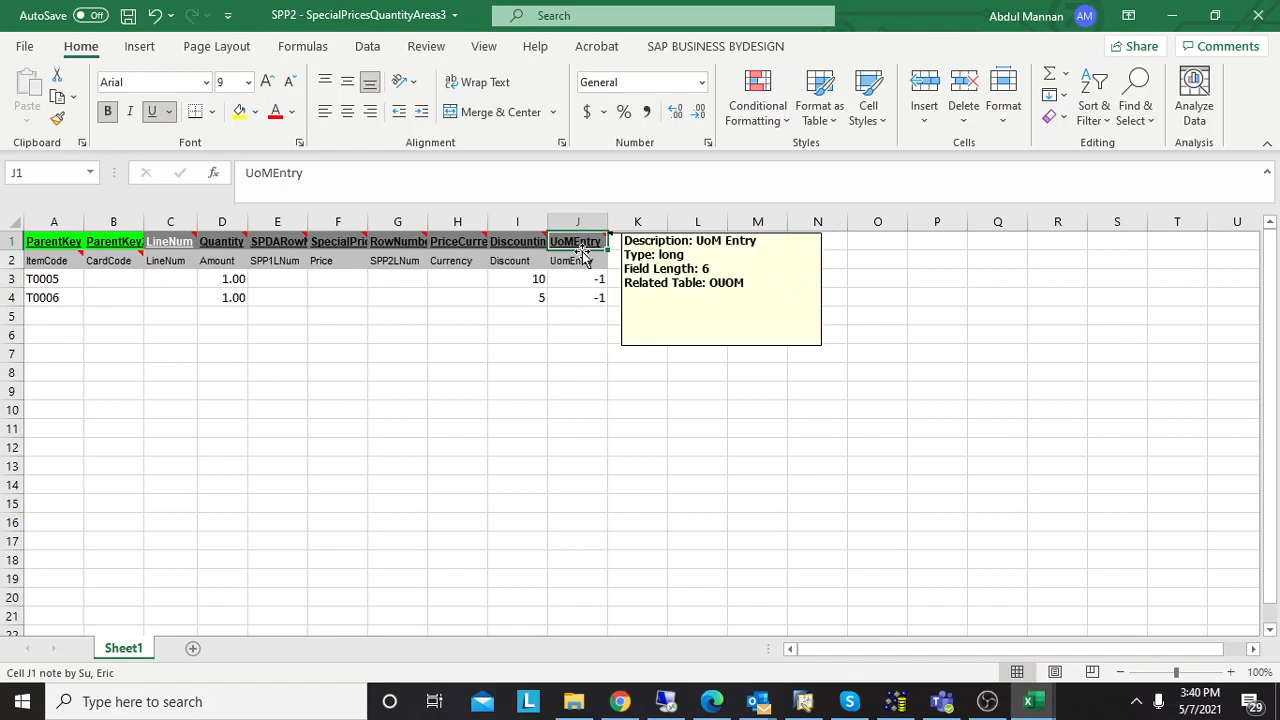 AutoSave Off SPP2 - SpecialPricesQuantityAreas3 Search Abdul Mannan AM
File Home Insert Page Layout Formulas Data Review View Help Acrobat SAP BUSINESS BYDESIGN Share Comments
Paste Arial 9 Wrap Text General Conditional Formatting Format as Table Cell Styles Insert Delete Format Sort & Filter Find & Select Analyze Data
B I U Merge & Center $ %
Clipboard Font Alignment Number Styles Cells Editing Analysis
J1 fx UoMEntry
A B C D E F G H I J K L M N O P Q R S T U
1 ParentKey ParentKey LineNum Quantity SPDARowN SpecialPri RowNumbe PriceCurre Discountin UoMEntry
2 ItemCode CardCode LineNum Amount SPP1LNum Price SPP2LNum Currency Discount UomEntry
3 T0005 1.00 10 -1
4 T0006 1.00 5 -1
5
6
7
8
9
10
11
12
13
14
15
16
17
18
19
20
21
22
Description: UoM Entry
Type: long
Field Length: 6
Related Table: OUOM
Sheet1
Cell J1 note by Su, Eric 100%
Type here to search L 3:40 PM
5/7/2021 29